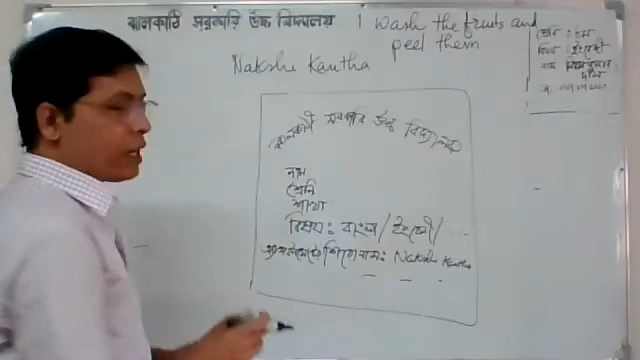 ঝালকাঠি সরকারি উচ্চ বিদ্যালয়
I wash the fruits and
peel them
Nakshi Kantha
শ্রেণি :
বিষয় : ইংরেজী
ঝালকাঠি সরকারি উচ্চ বিদ্যালয়
নাম
শ্রেনি
শাখা
বিষয় : বাংলা / ইংরেজী /
নাম : Nakshi Kantha